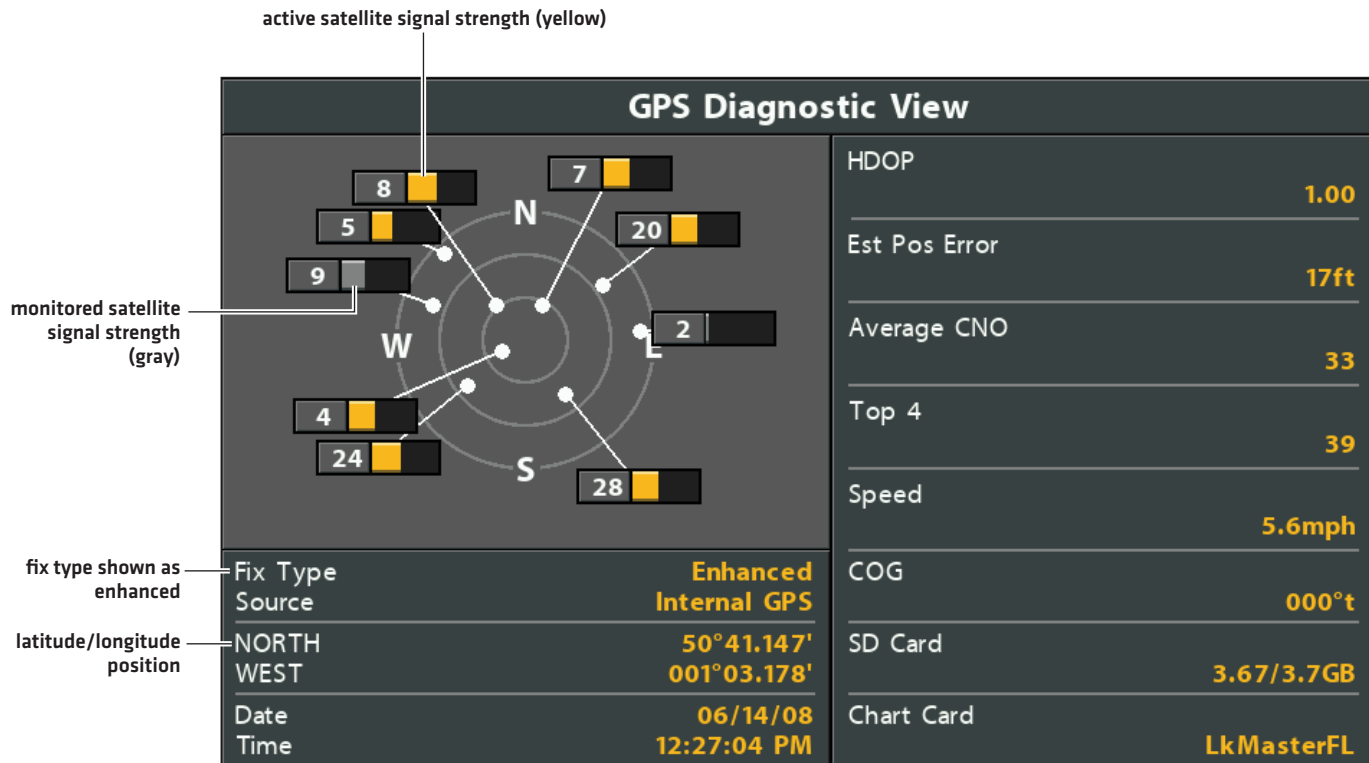 active satellite signal strength (yellow)
GPS Diagnostic View
8
7
5
20
9
N
monitored satellite
signal strength
(gray)
W
E
2
4
24
S
28
HDOP
1.00
Est Pos Error
17ft
Average CNO
33
Top 4
39
Speed
5.6mph
COG
000°t
SD Card
3.67/3.7GB
Chart Card
LkMasterFL
fix type shown as
enhanced
Fix Type Enhanced
Source Internal GPS
latitude/longitude
position
NORTH 50°41.147'
WEST 001°03.178'
Date 06/14/08
Time 12:27:04 PM